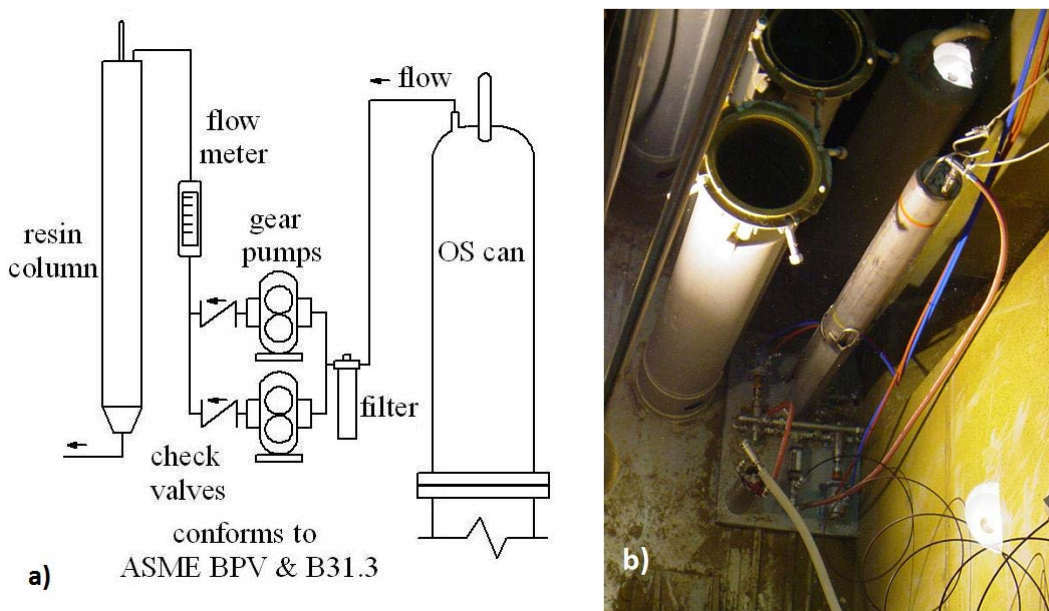 flow
flow
meter
resin
column
gear
pumps
OS can
filter
check
valves
conforms to
ASME BPV & B31.3
a)
b)